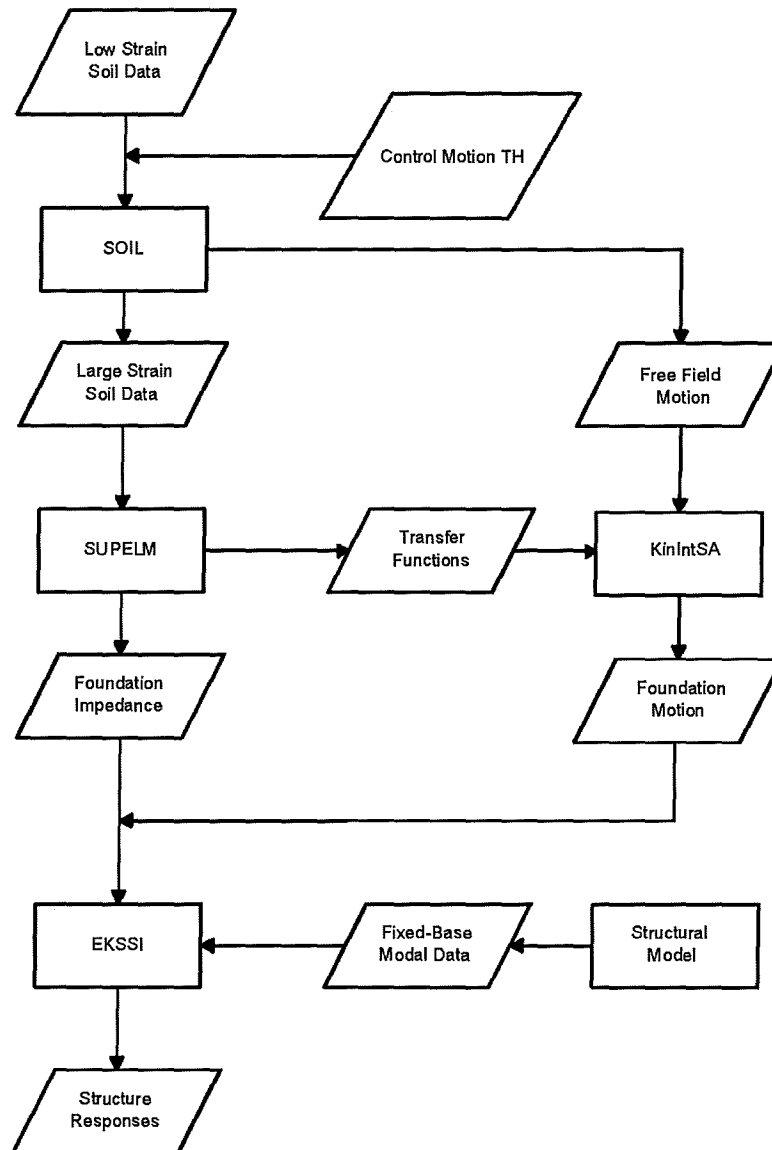 Low Strain
Soil Data
Control Motion TH
SOIL
Large Strain
Soil Data
Free Field
Motion
SUPELM
Transfer
Functions
KinIntSA
Foundation
Impedance
Foundation
Motion
EKSSI
Fixed-Base
Modal Data
Structural
Model
Structure
Responses